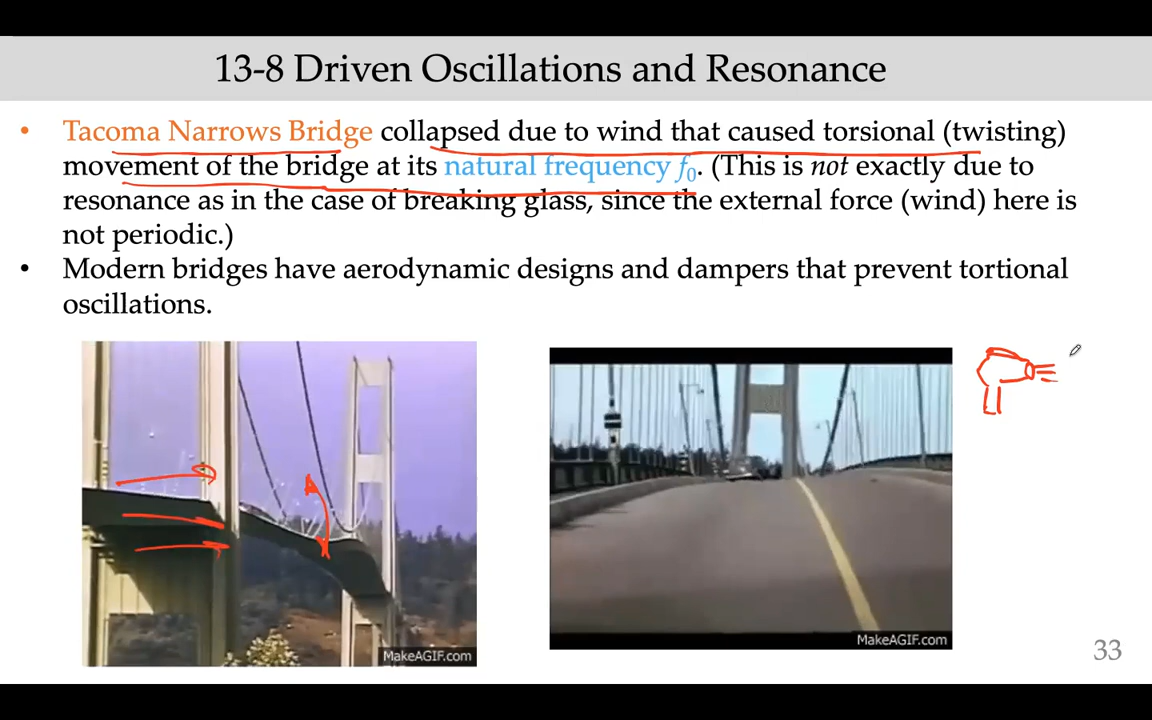 13-8 Driven Oscillations and Resonance
• Tacoma Narrows Bridge collapsed due to wind that caused torsional (twisting)
movement of the bridge at its natural frequency f₀. (This is not exactly due to
resonance as in the case of breaking glass, since the external force (wind) here is
not periodic.)
• Modern bridges have aerodynamic designs and dampers that prevent tortional
oscillations.
MakeAGIF.com
MakeAGIF.com
33